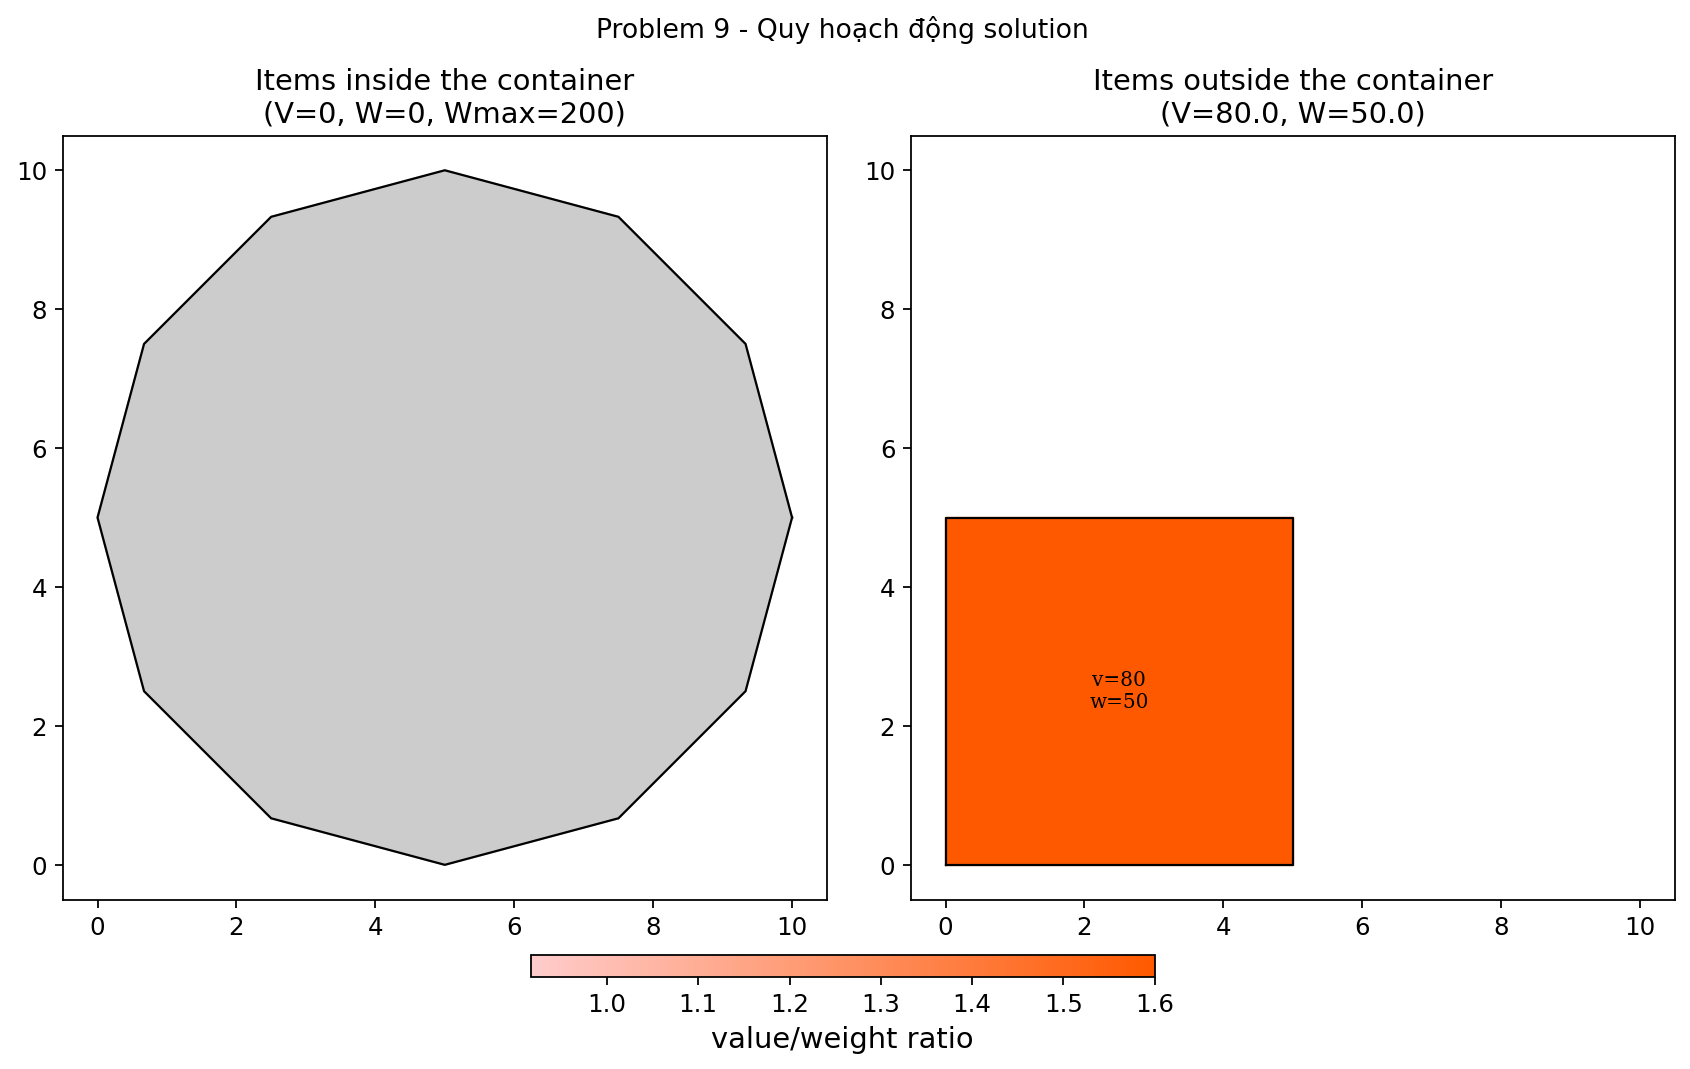 Problem 9 - Quy hoạch động solution
Items inside the container
(V=0, W=0, Wmax=200)
10
8
6
4
2
0
0 2 4 6 8 10
Items outside the container
(V=80.0, W=50.0)
10
8
6
4
2
0
v=80
w=50
0 2 4 6 8 10
1.0 1.1 1.2 1.3 1.4 1.5 1.6
value/weight ratio